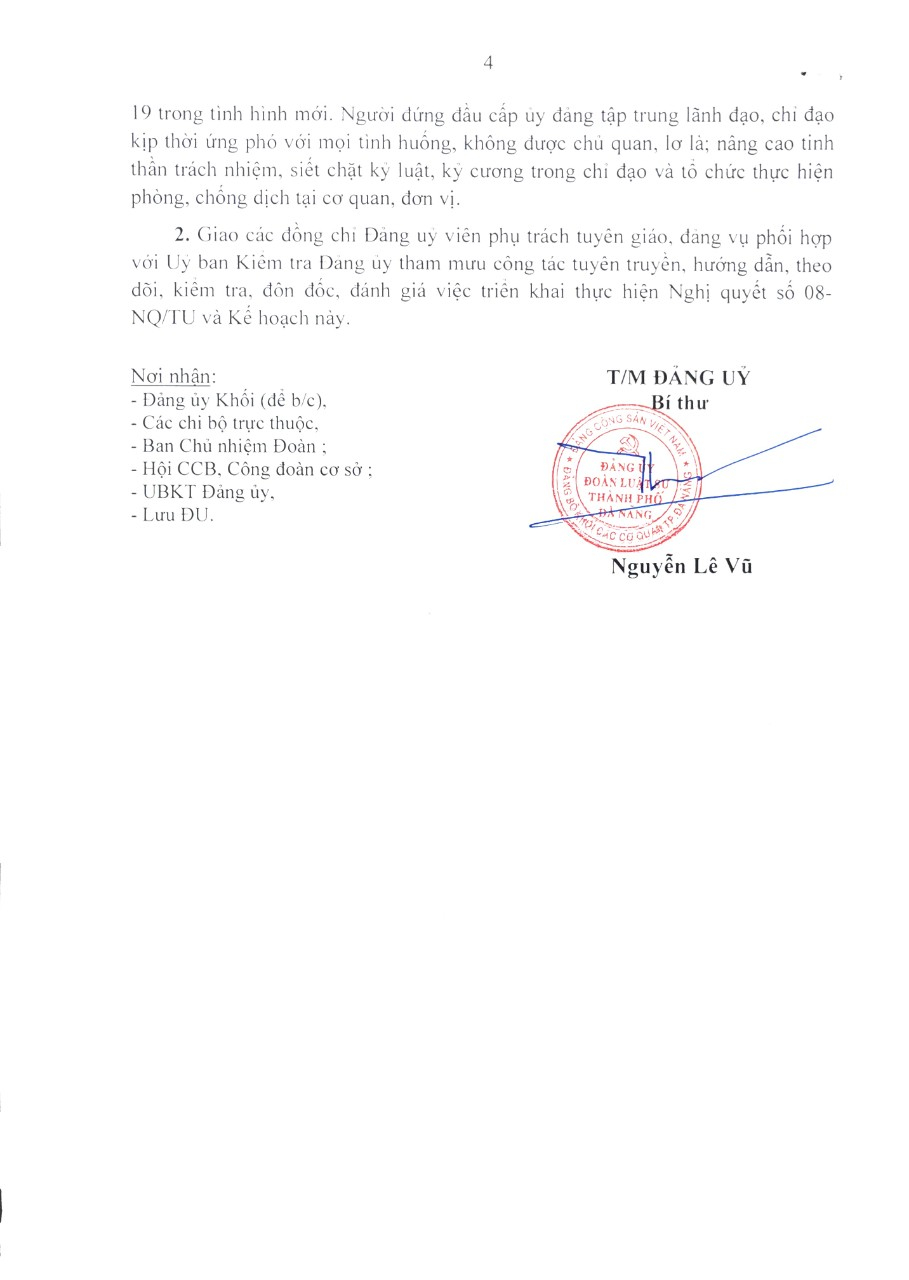 4
19 trong tình hình mới. Người đứng đầu cấp ủy đảng tập trung lãnh đạo, chỉ đạo
kịp thời ứng phó với mọi tình huống, không được chủ quan, lơ là; nâng cao tinh
thần trách nhiệm, siết chặt kỷ luật, kỷ cương trong chỉ đạo và tổ chức thực hiện
phòng, chống dịch tại cơ quan, đơn vị.
2. Giao các đồng chí Đảng uỷ viên phụ trách tuyên giáo, đảng vụ phối hợp
với Uỷ ban Kiểm tra Đảng ủy tham mưu công tác tuyên truyền, hướng dẫn, theo
dõi, kiểm tra, đôn đốc, đánh giá việc triển khai thực hiện Nghị quyết số 08-
NQ/TU và Kế hoạch này.
Nơi nhận:
- Đảng ủy Khối (để b/c),
- Các chi bộ trực thuộc,
- Ban Chủ nhiệm Đoàn ;
- Hội CCB, Công đoàn cơ sở ;
- UBKT Đảng ủy,
- Lưu ĐU.
T/M ĐẢNG UỶ
Bí thư
ĐẢNG CỘNG SẢN VIỆT NAM
ĐẢNG UỶ
ĐOÀN LUẬT SƯ
THÀNH PHỐ
ĐÀ NẴNG
ĐẢNG BỘ KHỐI CÁC CƠ QUAN TP. ĐÀ NẴNG
Nguyễn Lê Vũ